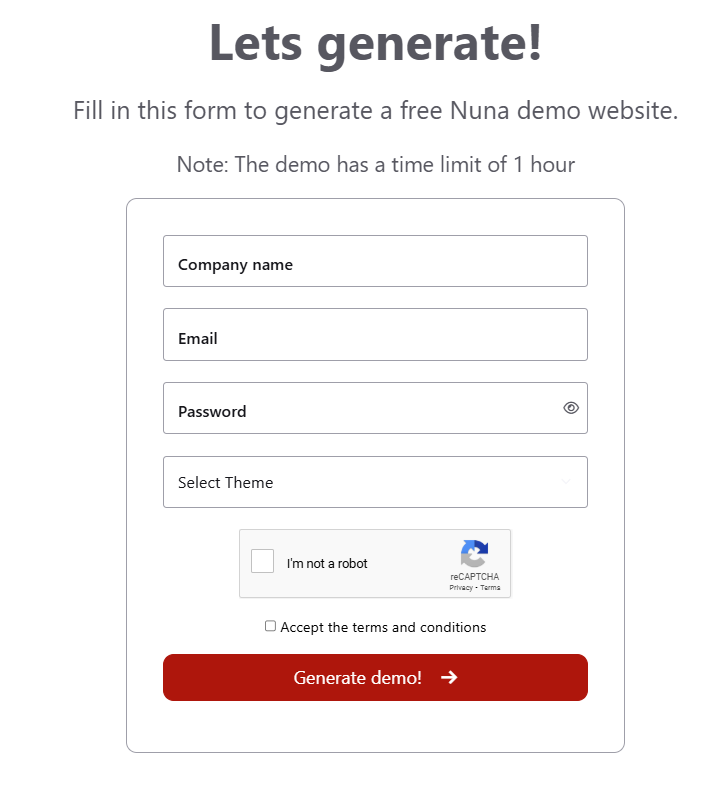 Lets generate!
Fill in this form to generate a free Nuna demo website.
Note: The demo has a time limit of 1 hour
Company name
Email
Password
Select Theme
I'm not a robot
reCAPTCHA
Privacy - Terms
Accept the terms and conditions
Generate demo!